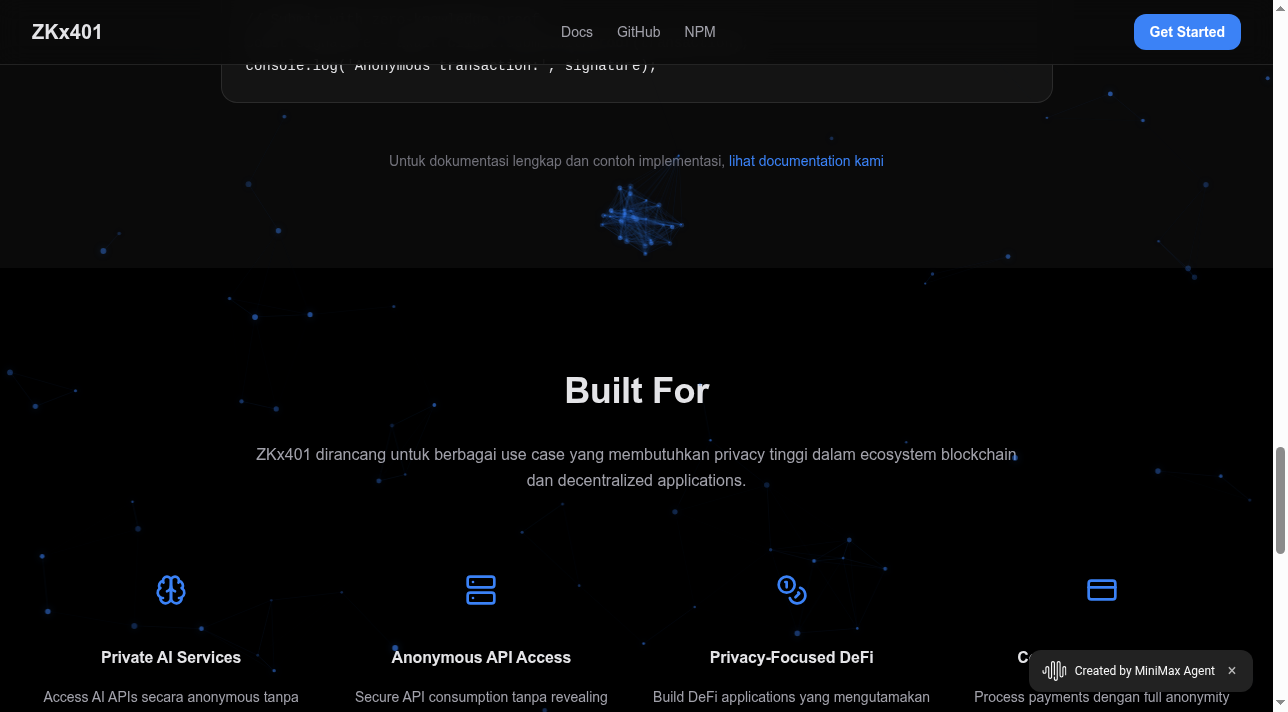 ZKx401
Docs
GitHub
NPM
Get Started
console.log('Anonymous transaction:', signature);
Untuk dokumentasi lengkap dan contoh implementasi, lihat documentation kami
Built For
ZKx401 dirancang untuk berbagai use case yang membutuhkan privacy tinggi dalam ecosystem blockchain
dan decentralized applications.
Private AI Services
Anonymous API Access
Privacy-Focused DeFi
Access AI APIs secara anonymous tanpa
Secure API consumption tanpa revealing
Build DeFi applications yang mengutamakan
Process payments dengan full anonymity
Created by MiniMax Agent